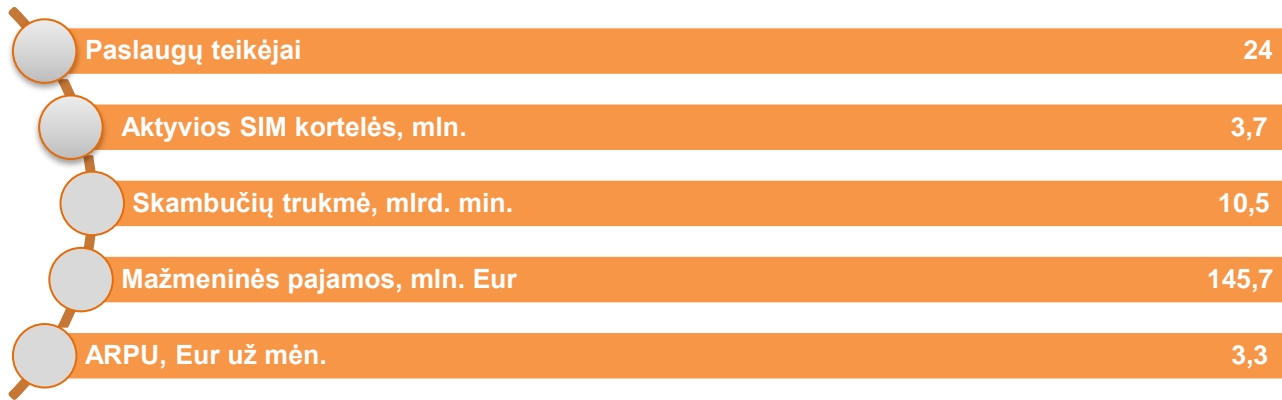 Paslaugų teikėjai 24
Aktyvios SIM kortelės, mln. 3,7
Skambučių trukmė, mlrd. min. 10,5
Mažmeninės pajamos, mln. Eur 145,7
ARPU, Eur už mėn. 3,3